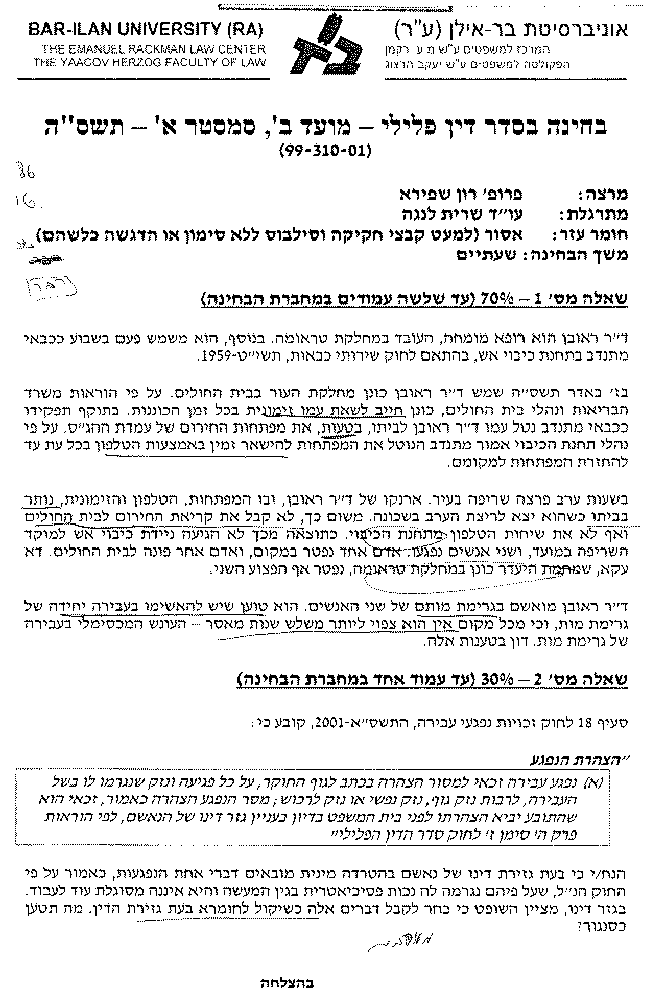 BAR-ILAN UNIVERSITY (RA)
THE EMANUEL RACKMAN LAW CENTER
THE YAACOV HERZOG FACULTY OF LAW
אוניברסיטת בר-אילן (ע"ר)
המרכז למשפטים ע"ש מ.ע. רקמן
הפקולטה למשפטים ע"ש יעקב הרצוג
בחינה בסדר דין פלילי – מועד ב', סמסטר א' – תשס"ה
(99-310-01)
מרצה: פרופ' רון שפירא
מתרגלת: עו"ד שרית לנגה
חומר עזר: אסור (למעט קבצי חקיקה וסילבוס ללא סימון או הדגשה כלשהם)
משך הבחינה: שעתיים
שאלה מס' 1 – 70% (עד שלשה עמודים במחברת הבחינה)
ד"ר ראובן הוא רופא מומחה, העובד במחלקת טראומה. בנוסף, הוא משמש פעם בשבוע ככבאי
מתנדב בתחנת כיבוי אש, בהתאם לחוק שירותי כבאות, תשי"ט-1959.
בז' באדר תשס"ה שמש ד"ר ראובן כונן מחלקת העור בבית החולים. על פי הוראות משרד
הבריאות ונהלי בית החולים, כונן חייב לשאת עמו זימונית בכל זמן הכוננות. בתוקף תפקידו
ככבאי מתנדב נטל עמו ד"ר ראובן לביתו, בטעות, את מפתחות החירום של עמדת ההג"ס. על פי
נהלי תחנת הכיבוי אמור מתנדב הנוטל את המפתחות להישאר זמין באמצעות הטלפון בכל עת עד
להחזרת המפתחות למקומם.
בשעות ערב פרצה שריפה בעיר. ארנקו של ד"ר ראובן, ובו המפתחות, הטלפון והזימונית, נותר
בביתו כשהוא יצא לריצת הערב בשכונה. משום כך, לא קבל את קריאת החירום לבית החולים
ואף לא את שיחות הטלפון מתחנת הכיבוי. כתוצאה מכך לא הגיעה ניידת כיבוי אש למוקד
השריפה במועד, ושני אנשים נפגעו. אדם אחד נפטר במקום, ואדם אחר פונה לבית החולים. דא
עקא, שמחמת היעדר כונן במחלקת טראומה, נפטר אף הפצוע השני.
ד"ר ראובן מואשם בגרימת מותם של שני האנשים. הוא טוען שיש להאשימו בעבירה יחידה של
גרימת מות, וכי מכל מקום אין הוא צפוי ליותר משלש שנות מאסר – העונש המכסימלי בעבירה
של גרימת מות. דון בטענות אלה.
שאלה מס' 2 – 30% (עד עמוד אחד במחברת הבחינה)
סעיף 18 לחוק זכויות נפגעי עבירה, התשס"א-2001, קובע כי:
"הצהרת הנפגע
(א) נפגע עבירה זכאי למסור הצהרה בכתב לגוף החוקר, על כל פגיעה ונזק שנגרמו לו בשל
העבירה, לרבות נזק גוף, נזק נפשי או נזק לרכוש; מסר הנפגע הצהרה כאמור, זכאי הוא
שהתובע יביא הצהרתו לפני בית המשפט בדיון בעניין גזר דינו של הנאשם, לפי הוראות
פרק ה' סימן ז' לחוק סדר הדין הפלילי"
הנח/י כי בעת גזירת דינו של נאשם בהטרדה מינית מובאים דברי אחת הנפגעות, כאמור על פי
החוק הנ"ל, שעל פיהם נגרמה לה נכות פסיכיאטרית בגין המעשה והיא איננה מסוגלת עוד לעבוד.
בגזר דינו, מציין השופט כי בחר לקבל דברים אלה כשיקול לחומרא בעת גזירת הדין. מה תטען
כסנגור?
בהצלחה